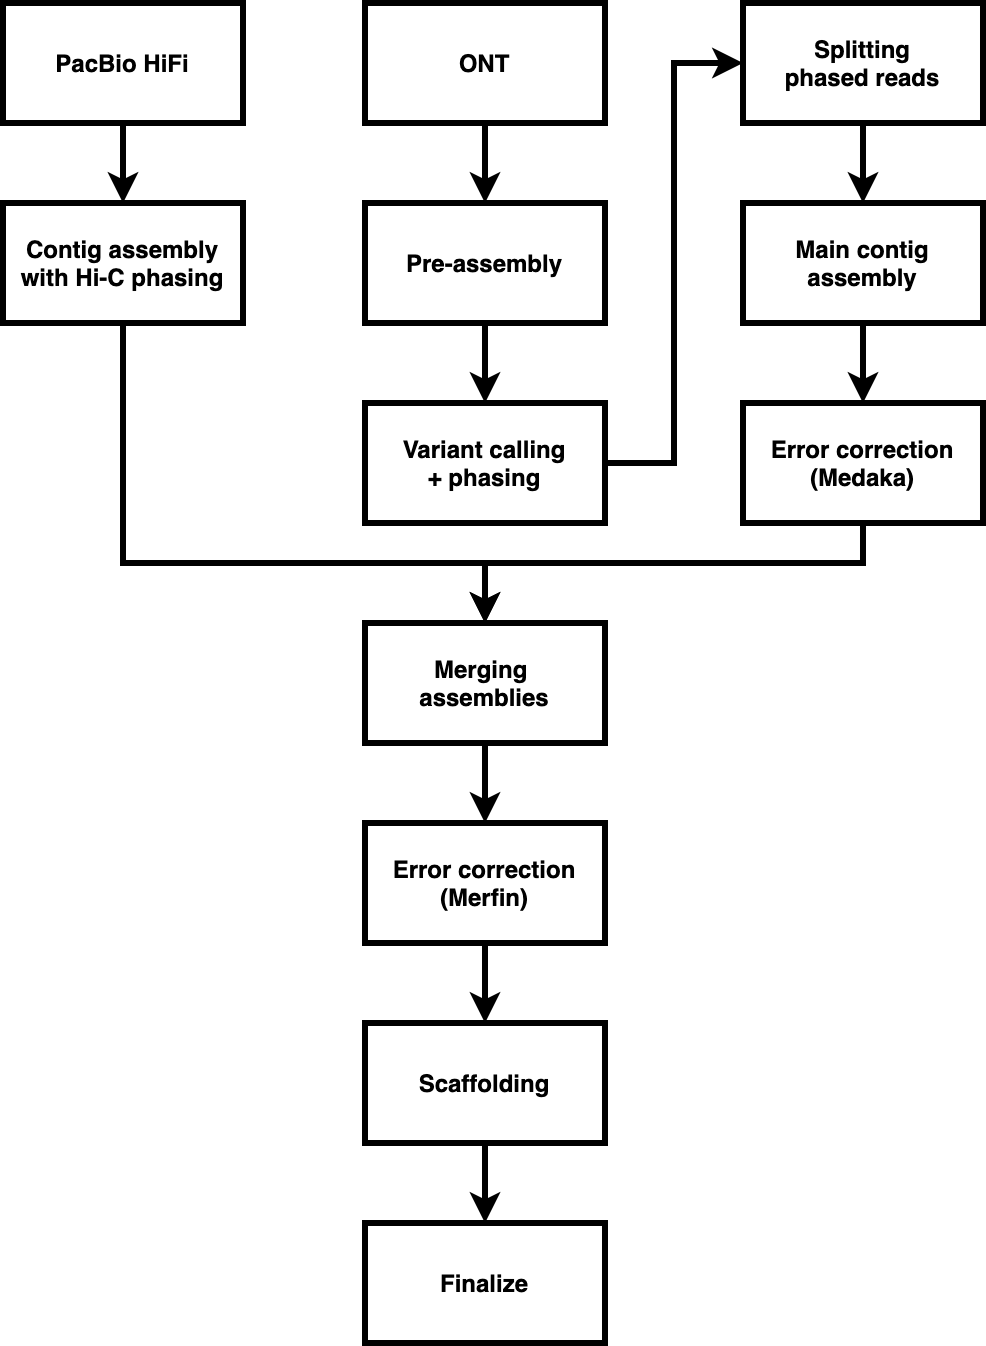 PacBio HiFi
Contig assembly
with Hi-C phasing
ONT
Pre-assembly
Variant calling
+ phasing
Splitting
phased reads
Main contig
assembly
Error correction
(Medaka)
Merging
assemblies
Error correction
(Merfin)
Scaffolding
Finalize